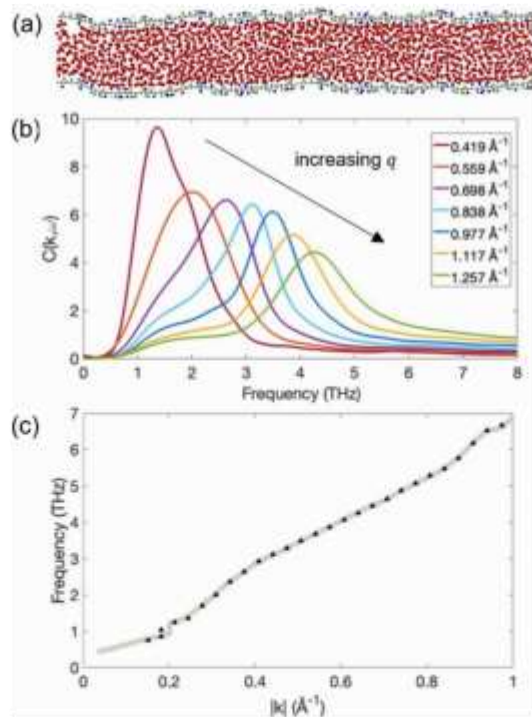 (a)
(b)
10
8
6
4
2
0
C(k,ω)
increasing q
0.419 Å⁻¹
0.559 Å⁻¹
0.698 Å⁻¹
0.838 Å⁻¹
0.977 Å⁻¹
1.117 Å⁻¹
1.257 Å⁻¹
0 1 2 3 4 5 6 7 8
Frequency (THz)
(c)
7
6
5
4
3
2
1
0
Frequency (THz)
0 0.2 0.4 0.6 0.8 1
|k| (Å⁻¹)